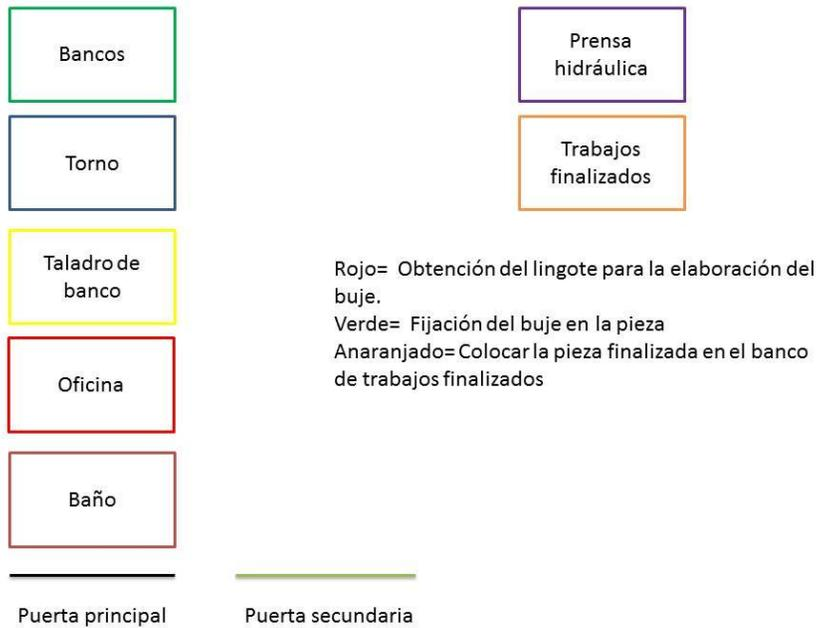 Bancos
Prensa
hidráulica
Torno
Trabajos
finalizados
Taladro de
banco
Rojo= Obtención del lingote para la elaboración del
buje.
Verde= Fijación del buje en la pieza
Anaranjado= Colocar la pieza finalizada en el banco
de trabajos finalizados
Oficina
Baño
Puerta principal
Puerta secundaria